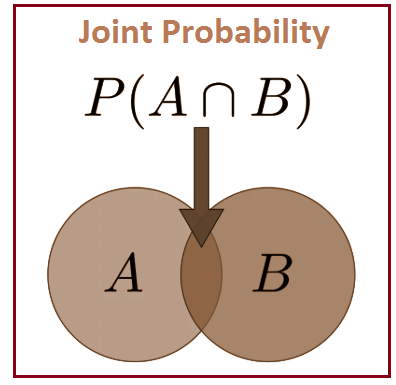 Joint Probability
P(A ∩ B)
A B